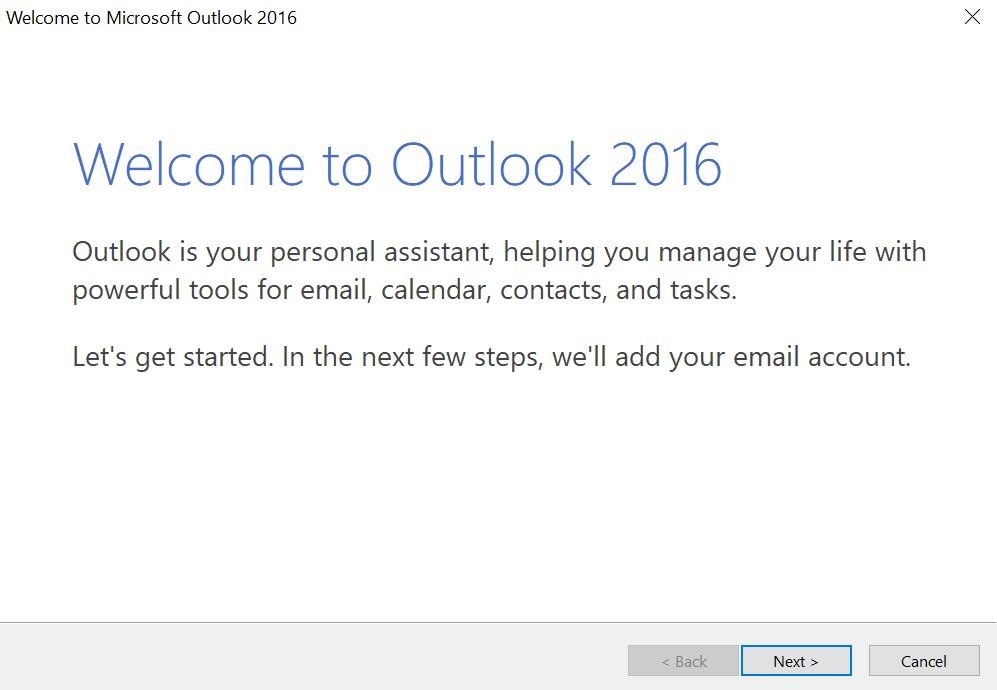 Welcome to Microsoft Outlook 2016
Welcome to Outlook 2016
Outlook is your personal assistant, helping you manage your life with
powerful tools for email, calendar, contacts, and tasks.
Let's get started. In the next few steps, we'll add your email account.
< Back
Next >
Cancel